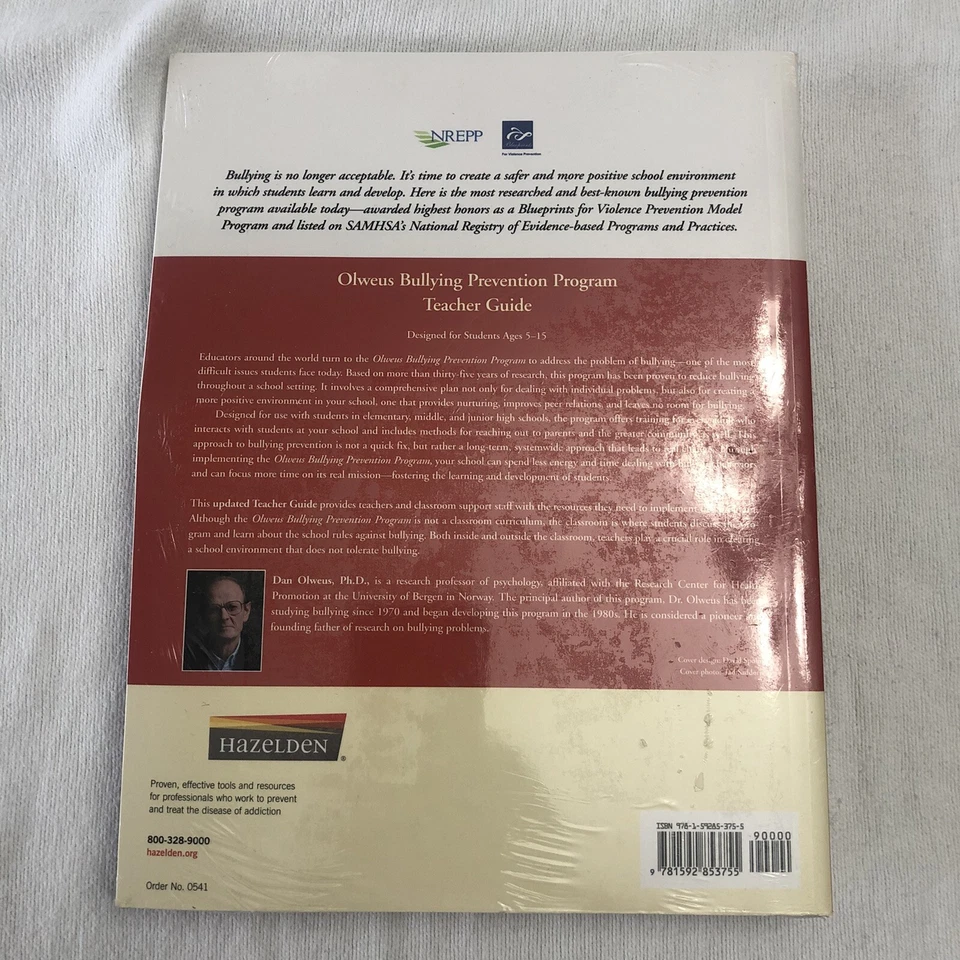 NREPP
For Violence Prevention
Bullying is no longer acceptable. It's time to create a safer and more positive school environment
in which students learn and develop. Here is the most researched and best-known bullying prevention
program available today—awarded highest honors as a Blueprints for Violence Prevention Model
Program and listed on SAMHSA's National Registry of Evidence-based Programs and Practices.
Olweus Bullying Prevention Program
Teacher Guide
Designed for Students Ages 5–15
Educators around the world turn to the Olweus Bullying Prevention Program to address the problem of bullying—one of the most
difficult issues students face today. Based on more than thirty-five years of research, this program has been proven to reduce bullying
throughout a school setting. It involves a comprehensive plan not only for dealing with individual problems, but also for creating a
more positive environment in your school, one that provides nurturing, improves peer relations, and leaves no room for bullying.
Designed for use with students in elementary, middle, and junior high schools, the program offers training for who
interacts with students at your school and includes methods for reaching out to parents and the greater This
approach to bullying prevention is not a quick fix, but rather a long-term, systemwide approach that leads to
implementing the Olweus Bullying Prevention Program, your school can spend less energy and time dealing with
and can focus more time on its real mission—fostering the learning and development of students.
This updated Teacher Guide provides teachers and classroom support staff with the resources they need to implement
Although the Olweus Bullying Prevention Program is not a classroom curriculum, the classroom is where students discuss
gram and learn about the school rules against bullying. Both inside and outside the classroom, teachers play a crucial role in creating
a school environment that does not tolerate bullying.
Dan Olweus, Ph.D., is a research professor of psychology, affiliated with the Research Center for Health
Promotion at the University of Bergen in Norway. The principal author of this program, Dr. Olweus has been
studying bullying since 1970 and began developing this program in the 1980s. He is considered a pioneer
founding father of research on bullying problems.
Cover design: David
Cover photo:
HAZELDEN®
Proven, effective tools and resources
for professionals who work to prevent
and treat the disease of addiction
800-328-9000
hazelden.org
Order No. 0541
ISBN 978-1-59285-375-5
90000
9 781592 853755